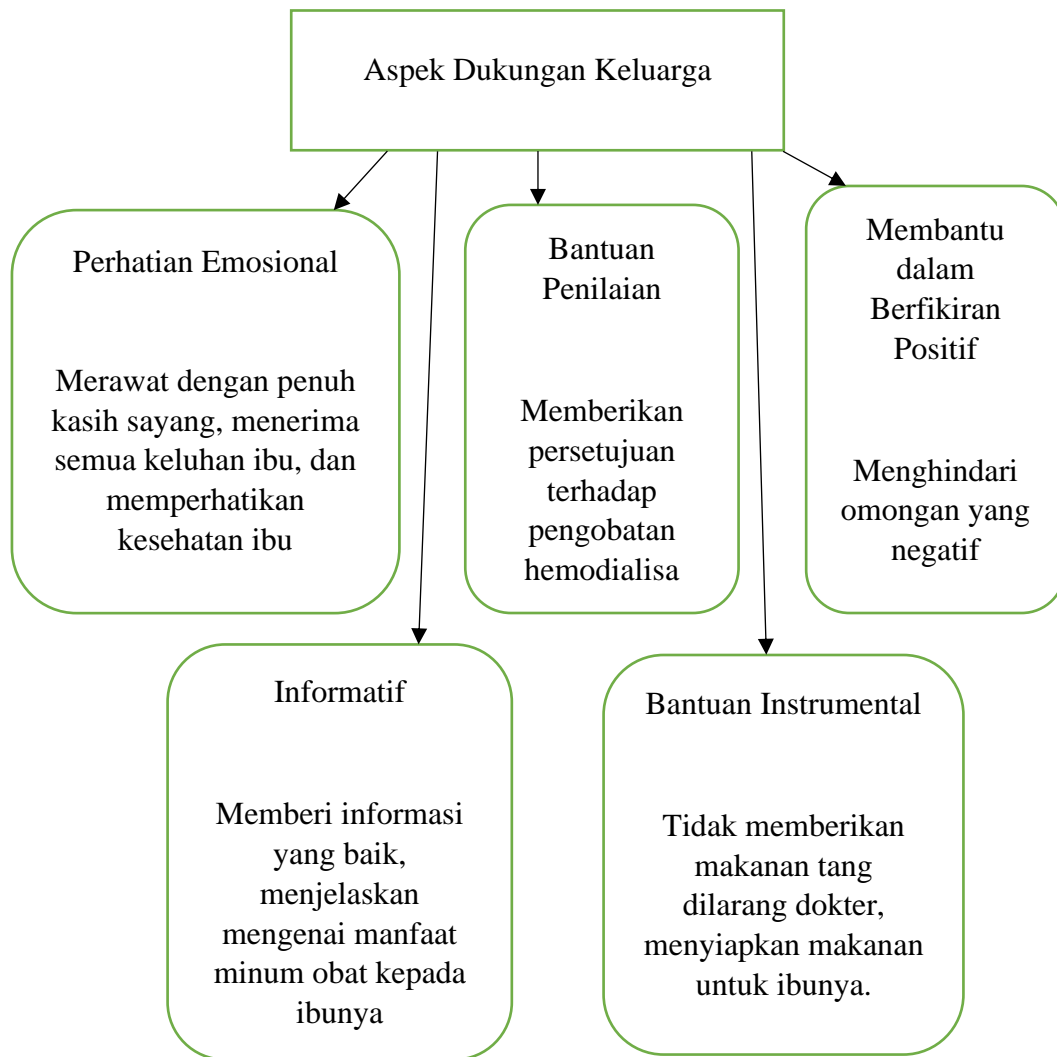 Aspek Dukungan Keluarga
Perhatian Emosional
Merawat dengan penuh
kasih sayang, menerima
semua keluhan ibu, dan
memperhatikan
kesehatan ibu
Bantuan
Penilaian
Memberikan
persetujuan
terhadap
pengobatan
hemodialisa
Membantu
dalam
Berfikiran
Positif
Menghindari
omongan yang
negatif
Informatif
Memberi informasi
yang baik,
menjelaskan
mengenai manfaat
minum obat kepada
ibunya
Bantuan Instrumental
Tidak memberikan
makanan tang
dilarang dokter,
menyiapkan makanan
untuk ibunya.